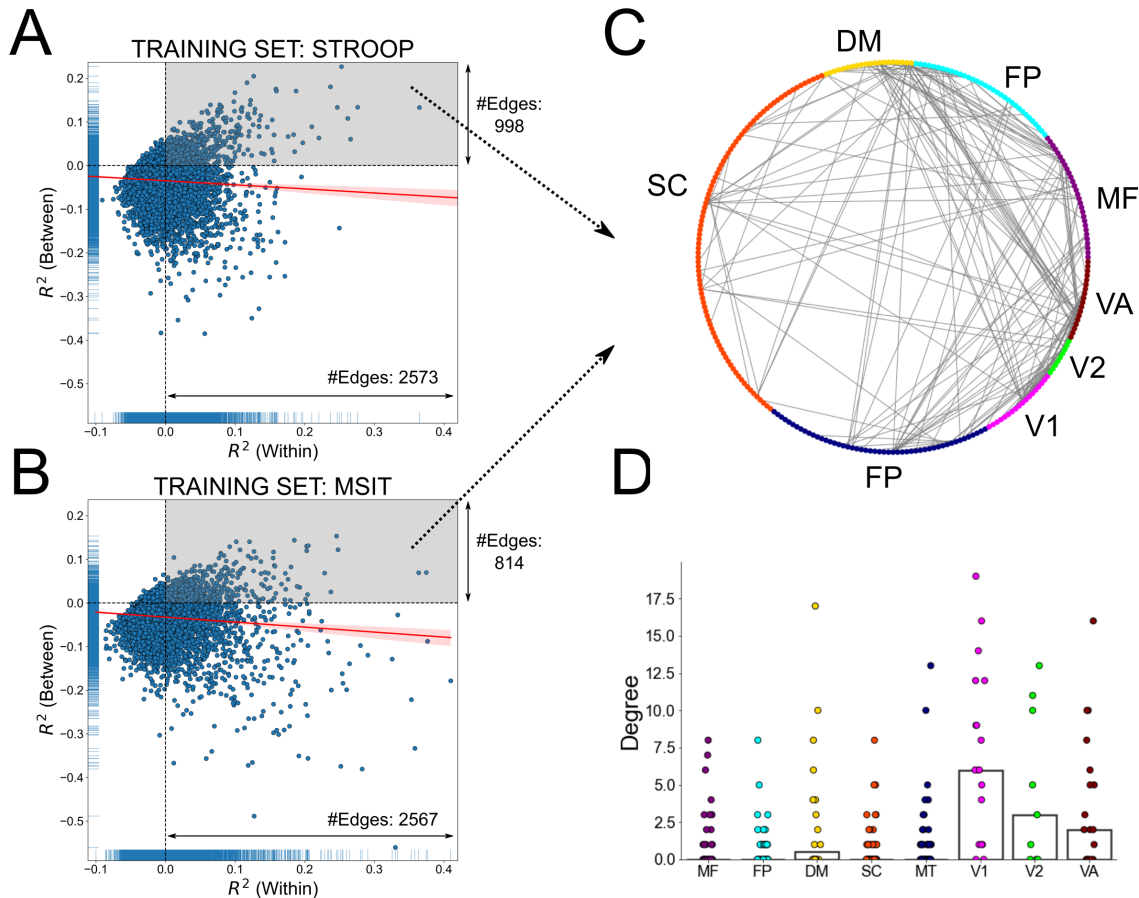 A
TRAINING SET: STROOP
0.2
0.1
0.0
−0.1
−0.2
−0.3
−0.4
−0.5
R² (Between)
#Edges:
998
#Edges: 2573
−0.1 0.0 0.1 0.2 0.3 0.4
R² (Within)
B
TRAINING SET: MSIT
0.2
0.1
0.0
−0.1
−0.2
−0.3
−0.4
−0.5
R² (Between)
#Edges:
814
#Edges: 2567
−0.1 0.0 0.1 0.2 0.3 0.4
R² (Within)
C
DM
FP
MF
SC
VA
V2
V1
FP
D
17.5
15.0
12.5
10.0
7.5
5.0
2.5
0.0
Degree
MF FP DM SC MT V1 V2 VA